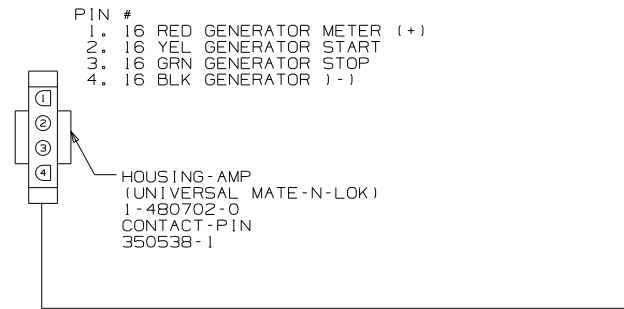 PIN #
1. 16 RED GENERATOR METER (+)
2. 16 YEL GENERATOR START
3. 16 GRN GENERATOR STOP
4. 16 BLK GENERATOR )-)
1
2
3
4
HOUSING-AMP
(UNIVERSAL MATE-N-LOK)
1-480702-0
CONTACT-PIN
350538-1